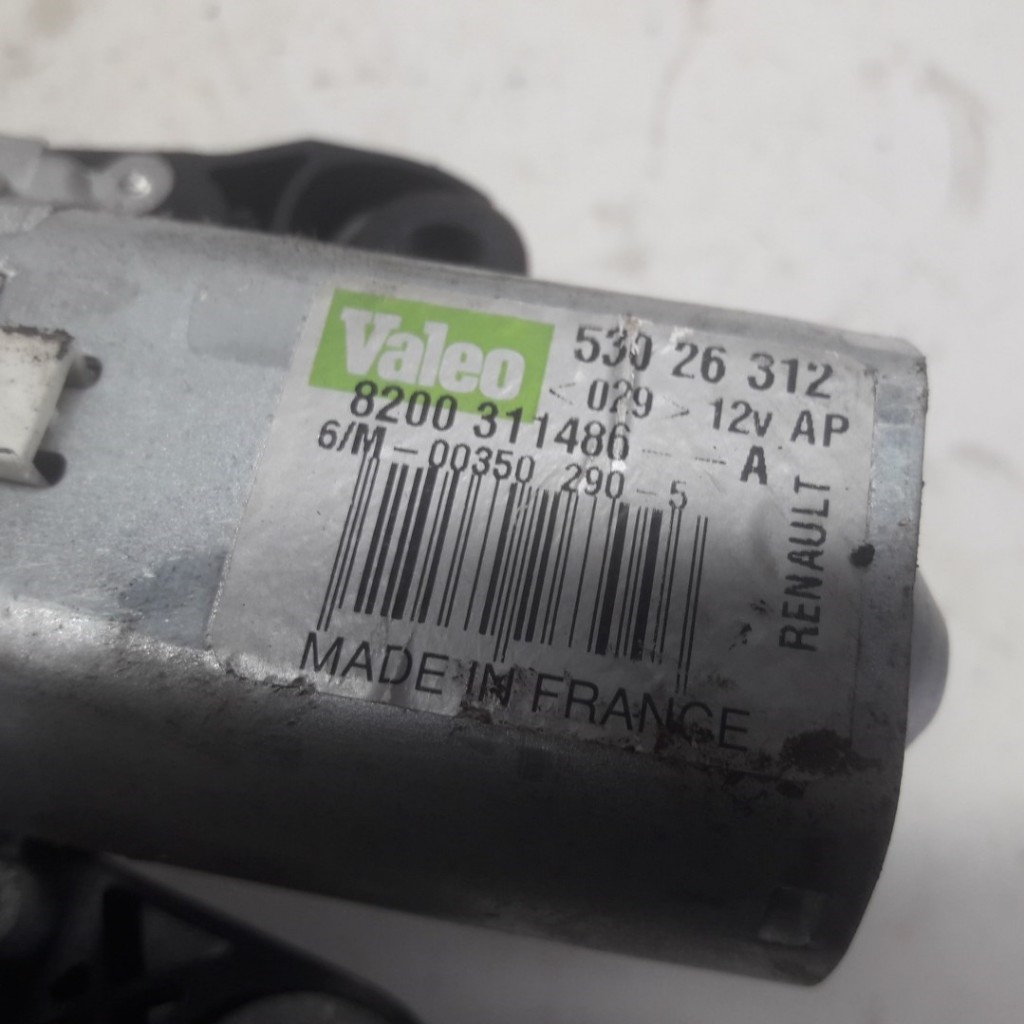 Valeo 530 26 312
< 029 > 12v AP
8200 311486 --- -- A
6/M-00350 290-5
RENAULT
MADE IN FRANCE